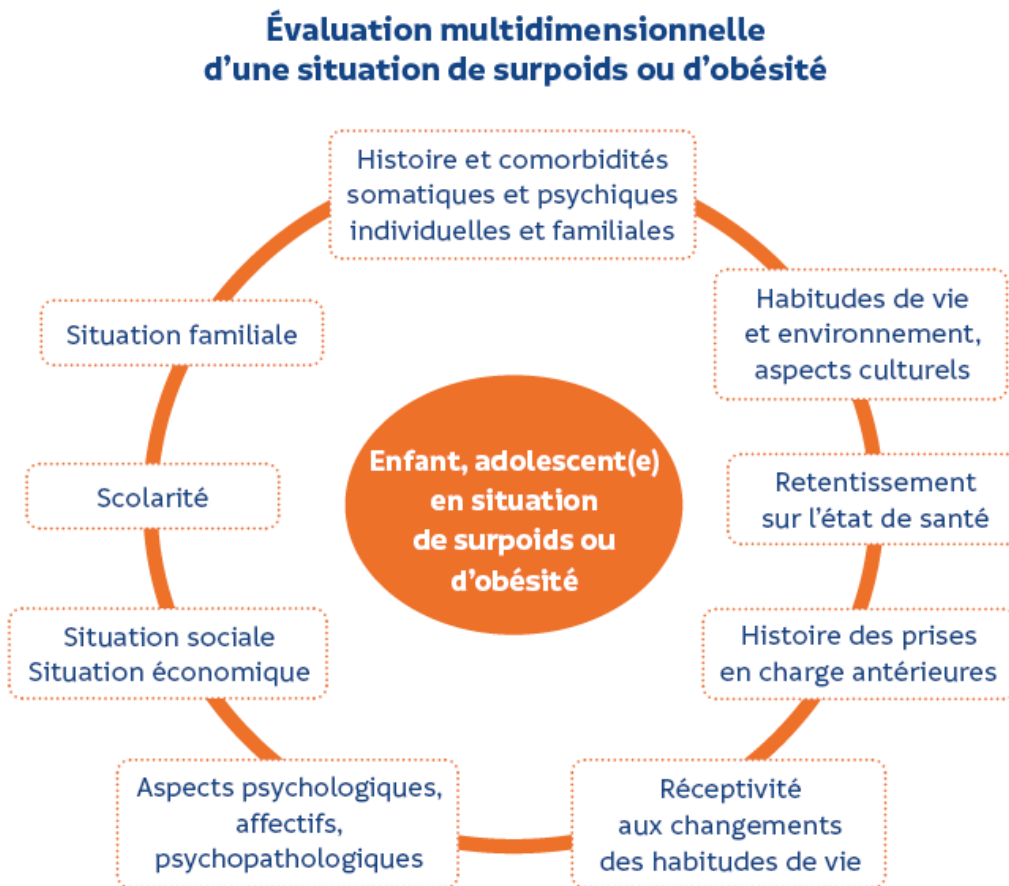 Évaluation multidimensionnelle
d’une situation de surpoids ou d’obésité
Histoire et comorbidités
somatiques et psychiques
individuelles et familiales
Habitudes de vie
et environnement,
aspects culturels
Retentissement
sur l’état de santé
Histoire des prises
en charge antérieures
Réceptivité
aux changements
des habitudes de vie
Aspects psychologiques,
affectifs,
psychopathologiques
Situation sociale
Situation économique
Scolarité
Situation familiale
Enfant, adolescent(e)
en situation
de surpoids ou
d’obésité